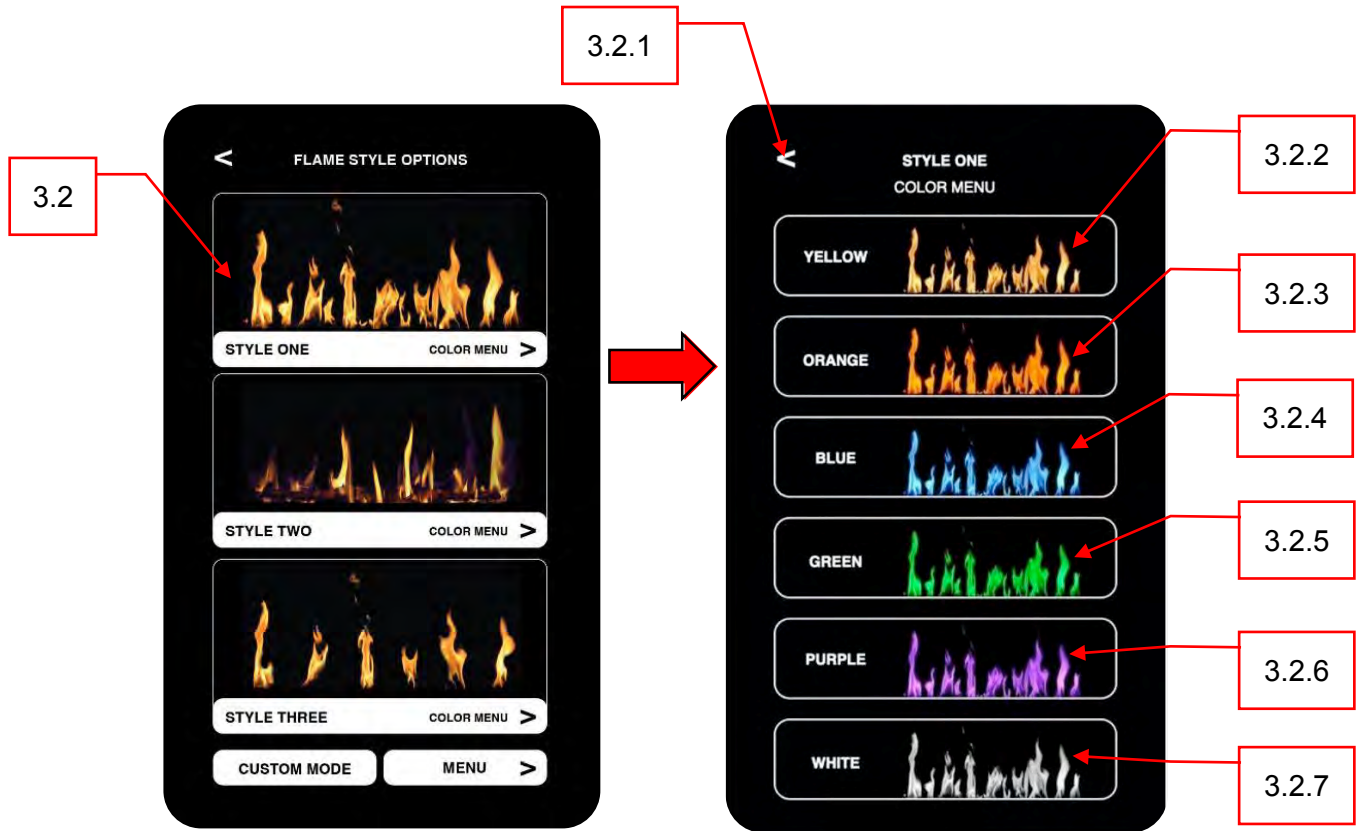 3.2.1
3.2
< FLAME STYLE OPTIONS
STYLE ONE COLOR MENU >
STYLE TWO COLOR MENU >
STYLE THREE COLOR MENU >
CUSTOM MODE MENU >
<
STYLE ONE
COLOR MENU
YELLOW
ORANGE
BLUE
GREEN
PURPLE
WHITE
3.2.2
3.2.3
3.2.4
3.2.5
3.2.6
3.2.7